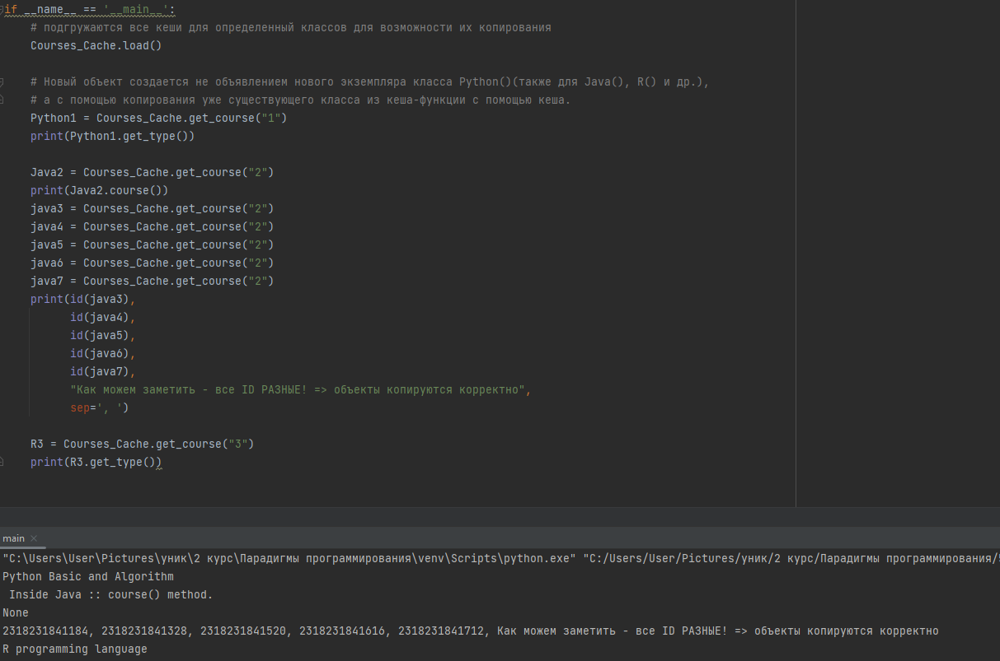 if __name__ == '__main__':
    # подгружаются все кеши для определенный классов для возможности их копирования
    Courses_Cache.load()

    # Новый объект создается не объявлением нового экземпляра класса Python()(также для Java(), R() и др.),
    # а с помощью копирования уже существующего класса из кеша-функции с помощью кеша.
    Python1 = Courses_Cache.get_course("1")
    print(Python1.get_type())

    Java2 = Courses_Cache.get_course("2")
    print(Java2.course())
    java3 = Courses_Cache.get_course("2")
    java4 = Courses_Cache.get_course("2")
    java5 = Courses_Cache.get_course("2")
    java6 = Courses_Cache.get_course("2")
    java7 = Courses_Cache.get_course("2")
    print(id(java3),
          id(java4),
          id(java5),
          id(java6),
          id(java7),
          "Как можем заметить - все ID РАЗНЫЕ! => объекты копируются корректно",
          sep=', ')

    R3 = Courses_Cache.get_course("3")
    print(R3.get_type())
main
"C:\Users\User\Pictures\уник\2 курс\Парадигмы программирования\venv\Scripts\python.exe" "C:/Users/User/Pictures/уник/2 курс/Парадигмы программирования/
Python Basic and Algorithm
 Inside Java :: course() method.
None
2318231841184, 2318231841328, 2318231841520, 2318231841616, 2318231841712, Как можем заметить - все ID РАЗНЫЕ! => объекты копируются корректно
R programming language